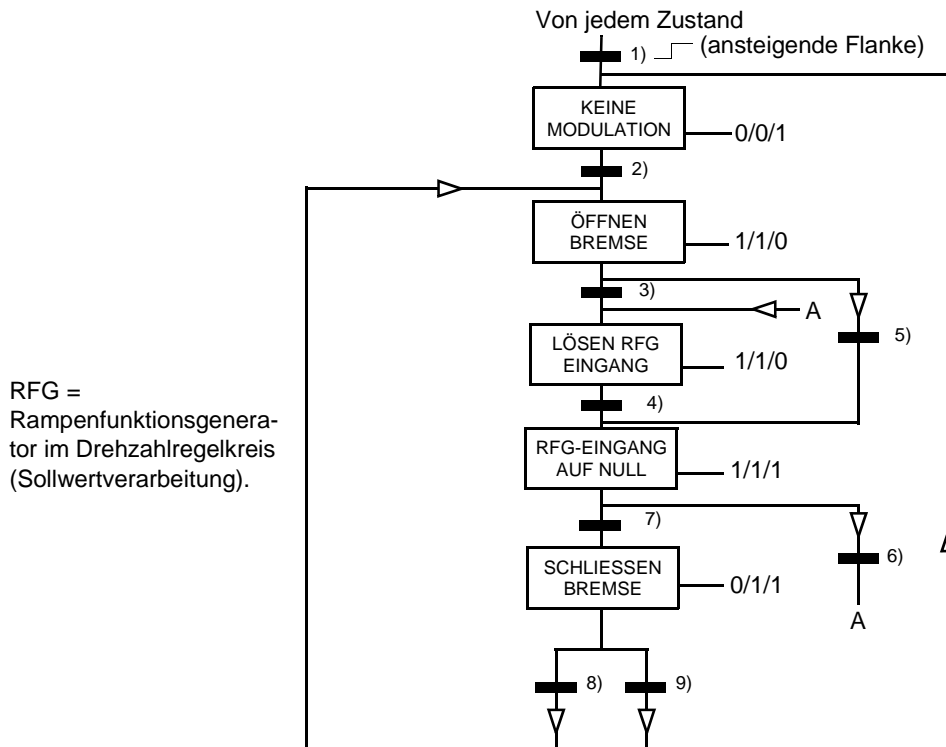 Von jedem Zustand
1)
(ansteigende Flanke)
KEINE
MODULATION
0/0/1
2)
ÖFFNEN
BREMSE
1/1/0
3)
A
LÖSEN RFG
EINGANG
1/1/0
5)
4)
RFG =
Rampenfunktionsgenera-
tor im Drehzahlregelkreis
(Sollwertverarbeitung).
RFG-EINGANG
AUF NULL
1/1/1
7)
6)
SCHLIESSEN
BREMSE
0/1/1
A
8)
9)